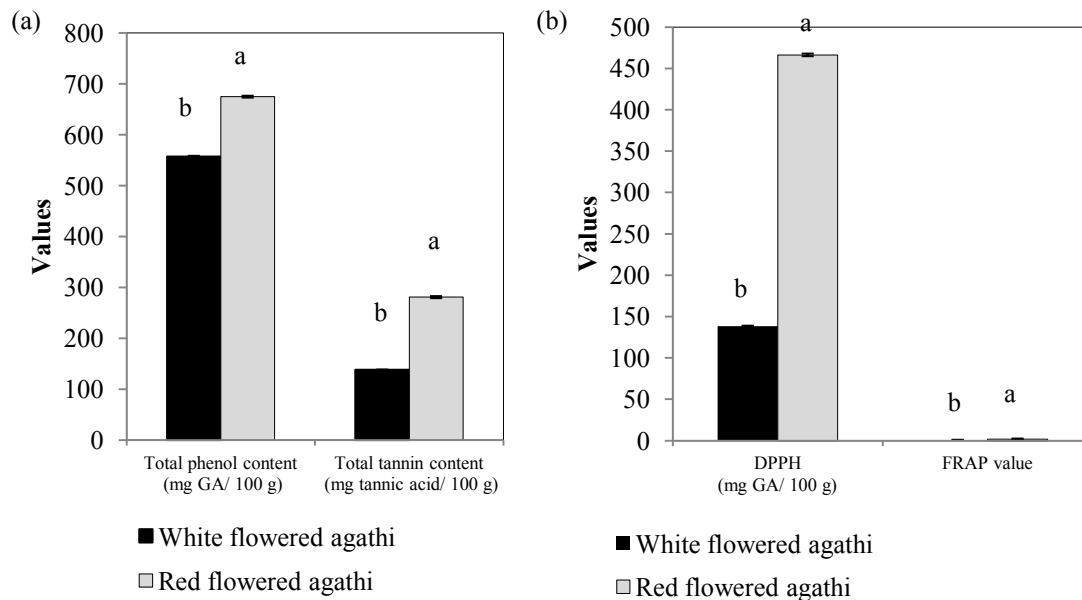 (a)
800
700
600
500
400
300
200
100
0
Values
b
a
b
a
Total phenol content
(mg GA/ 100 g)
Total tannin content
(mg tannic acid/ 100 g)
White flowered agathi
Red flowered agathi
(b)
500
450
400
350
300
250
200
150
100
50
0
Values
b
a
b
a
DPPH
(mg GA/ 100 g)
FRAP value
White flowered agathi
Red flowered agathi